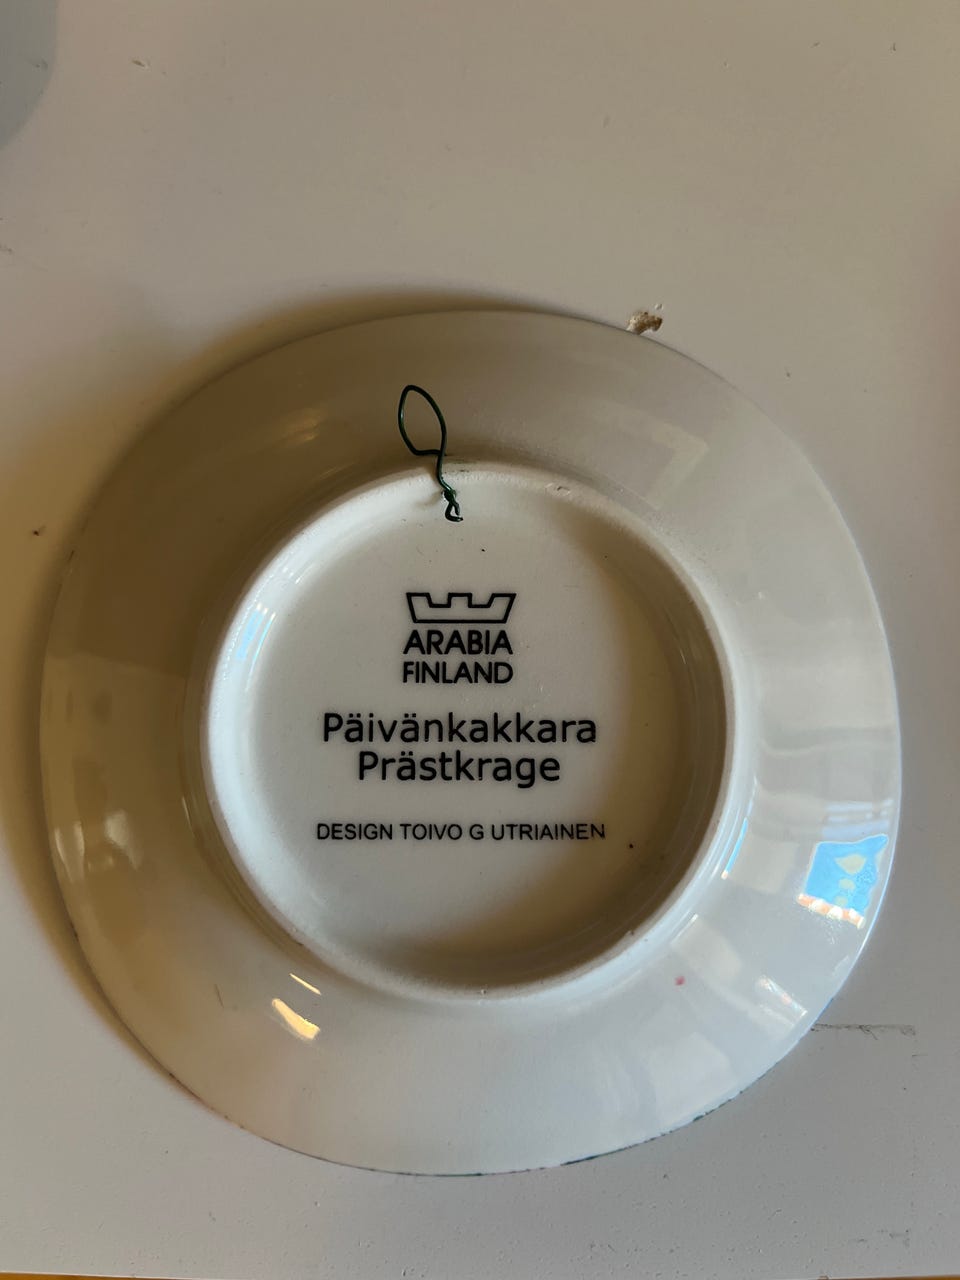 ARABIA
FINLAND
Päivänkakkara
Prästkrage
DESIGN TOIVO G UTRIAINEN